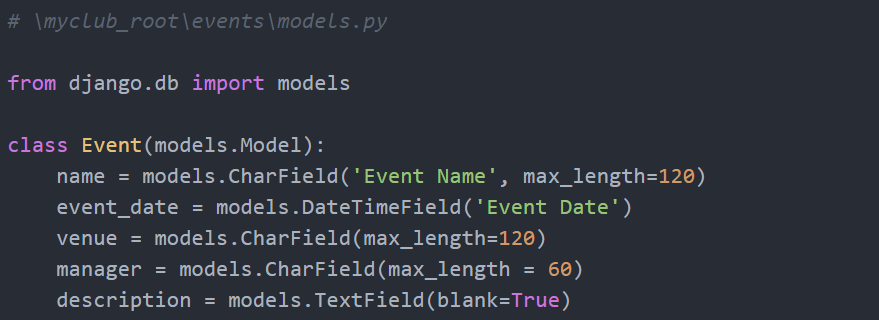 # \myclub_root\events\models.py
from django.db import models
class Event(models.Model):
name = models.CharField('Event Name', max_length=120)
event_date = models.DateTimeField('Event Date')
venue = models.CharField(max_length=120)
manager = models.CharField(max_length = 60)
description = models.TextField(blank=True)